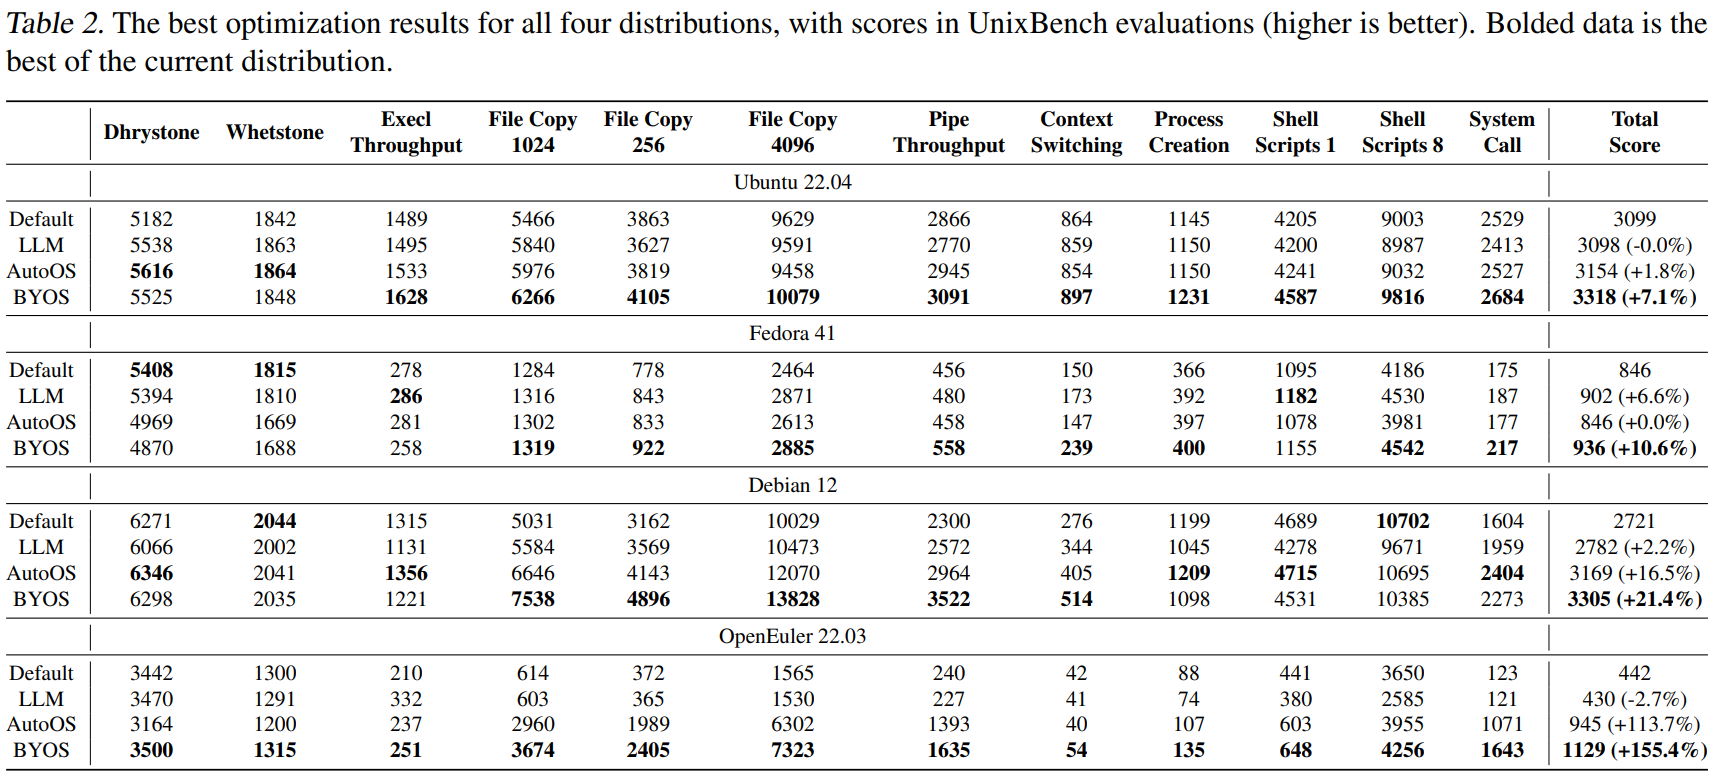 Table 2. The best optimization results for all four distributions, with scores in UnixBench evaluations (higher is better). Bolded data is the
best of the current distribution.
Dhrystone Whetstone Execl Throughput File Copy 1024 File Copy 256 File Copy 4096 Pipe Throughput Context Switching Process Creation Shell Scripts 1 Shell Scripts 8 System Call Total Score
Ubuntu 22.04
Default 5182 1842 1489 5466 3863 9629 2866 864 1145 4205 9003 2529 3099
LLM 5538 1863 1495 5840 3627 9591 2770 859 1150 4200 8987 2413 3098 (-0.0%)
AutoOS 5616 1864 1533 5976 3819 9458 2945 854 1150 4241 9032 2527 3154 (+1.8%)
BYOS 5525 1848 1628 6266 4105 10079 3091 897 1231 4587 9816 2684 3318 (+7.1%)
Fedora 41
Default 5408 1815 278 1284 778 2464 456 150 366 1095 4186 175 846
LLM 5394 1810 286 1316 843 2871 480 173 392 1182 4530 187 902 (+6.6%)
AutoOS 4969 1669 281 1302 833 2613 458 147 397 1078 3981 177 846 (+0.0%)
BYOS 4870 1688 258 1319 922 2885 558 239 400 1155 4542 217 936 (+10.6%)
Debian 12
Default 6271 2044 1315 5031 3162 10029 2300 276 1199 4689 10702 1604 2721
LLM 6066 2002 1131 5584 3569 10473 2572 344 1045 4278 9671 1959 2782 (+2.2%)
AutoOS 6346 2041 1356 6646 4143 12070 2964 405 1209 4715 10695 2404 3169 (+16.5%)
BYOS 6298 2035 1221 7538 4896 13828 3522 514 1098 4531 10385 2273 3305 (+21.4%)
OpenEuler 22.03
Default 3442 1300 210 614 372 1565 240 42 88 441 3650 123 442
LLM 3470 1291 332 603 365 1530 227 41 74 380 2585 121 430 (-2.7%)
AutoOS 3164 1200 237 2960 1989 6302 1393 40 107 603 3955 1071 945 (+113.7%)
BYOS 3500 1315 251 3674 2405 7323 1635 54 135 648 4256 1643 1129 (+155.4%)